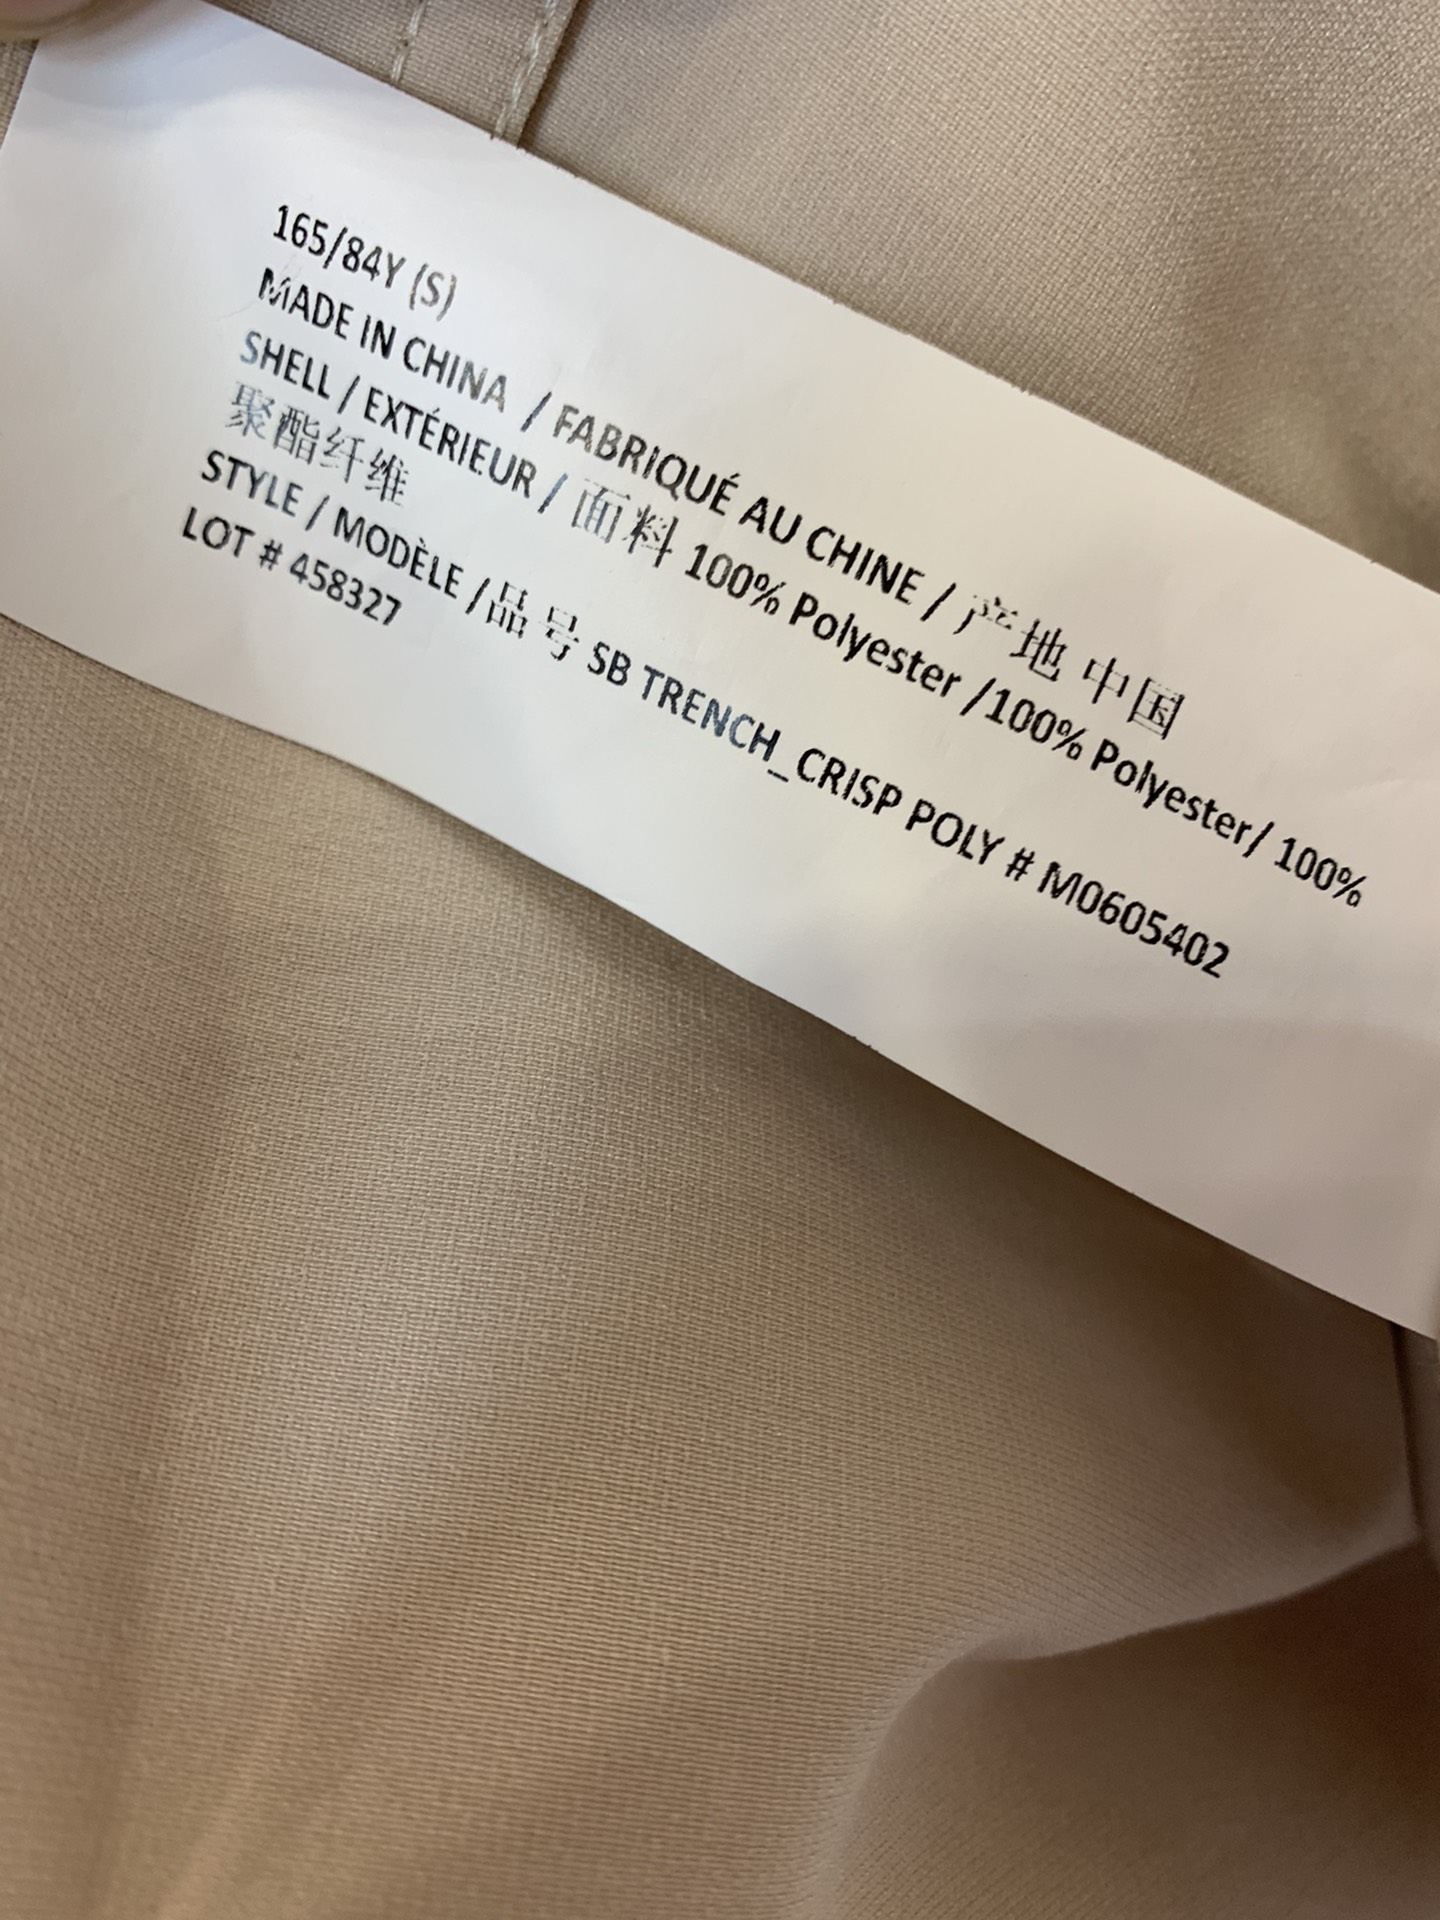 165/84Y (S)
MADE IN CHINA / FABRIQUÉ AU CHINE / 产地 中国
SHELL / EXTÉRIEUR / 面料 100% Polyester /100% Polyester/ 100%
聚酯纤维
STYLE / MODÈLE /品号 SB TRENCH_CRISP POLY # M0605402
LOT # 458327